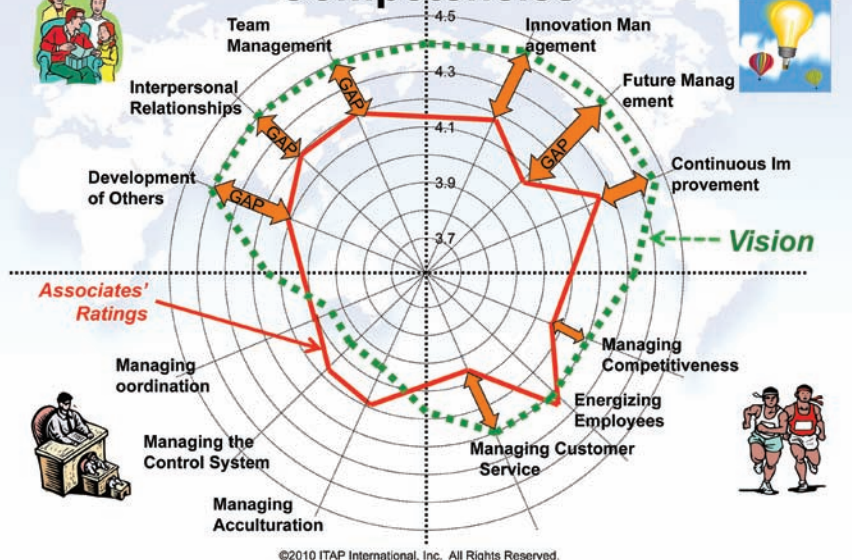 4.5
Team
Management
Innovation Man
agement
4.3
Interpersonal
Relationships
GAP
Future Manag
ement
4.1
GAP
GAP
Development
of Others
GAP
3.9
Continuous Im
provement
3.7
Vision
Associates'
Ratings
Managing
Competitiveness
Managing
oordination
Energizing
Employees
Managing the
Control System
Managing Customer
Service
Managing
Acculturation
©2010 ITAP International, Inc. All Rights Reserved.